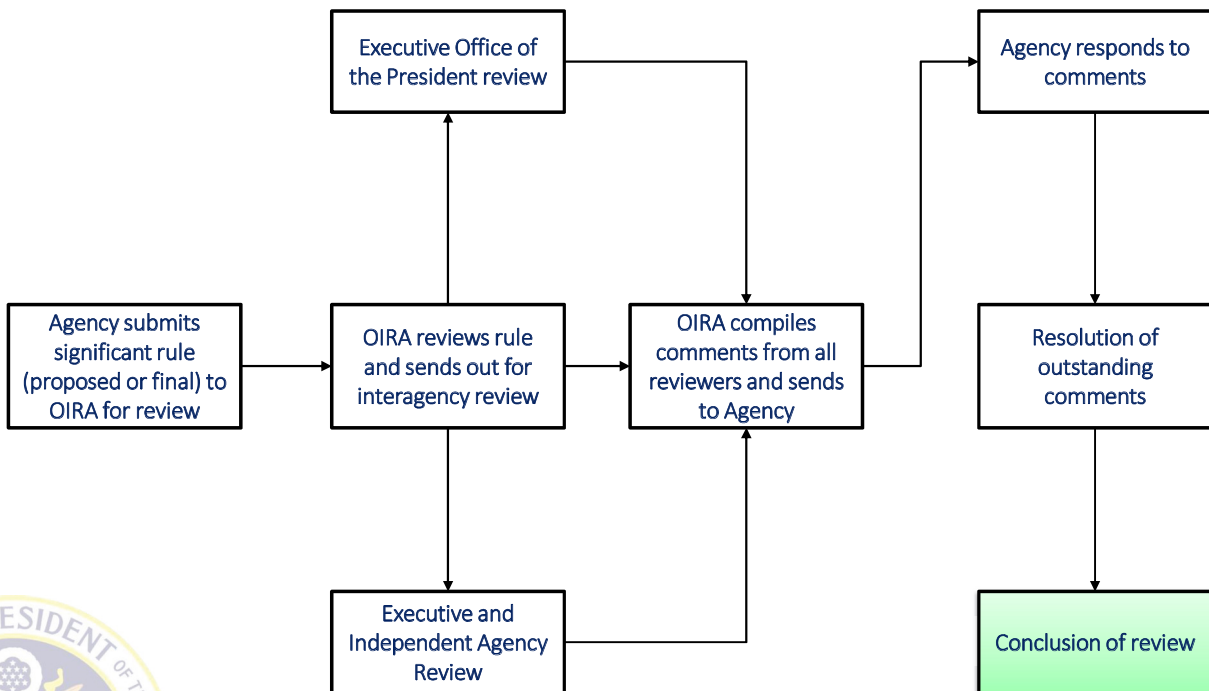 Executive Office of
the President review
Agency responds to
comments
Agency submits
significant rule
(proposed or final) to
OIRA for review
OIRA reviews rule
and sends out for
interagency review
OIRA compiles
comments from all
reviewers and sends
to Agency
Resolution of
outstanding
comments
Executive and
Independent Agency
Review
Conclusion of review